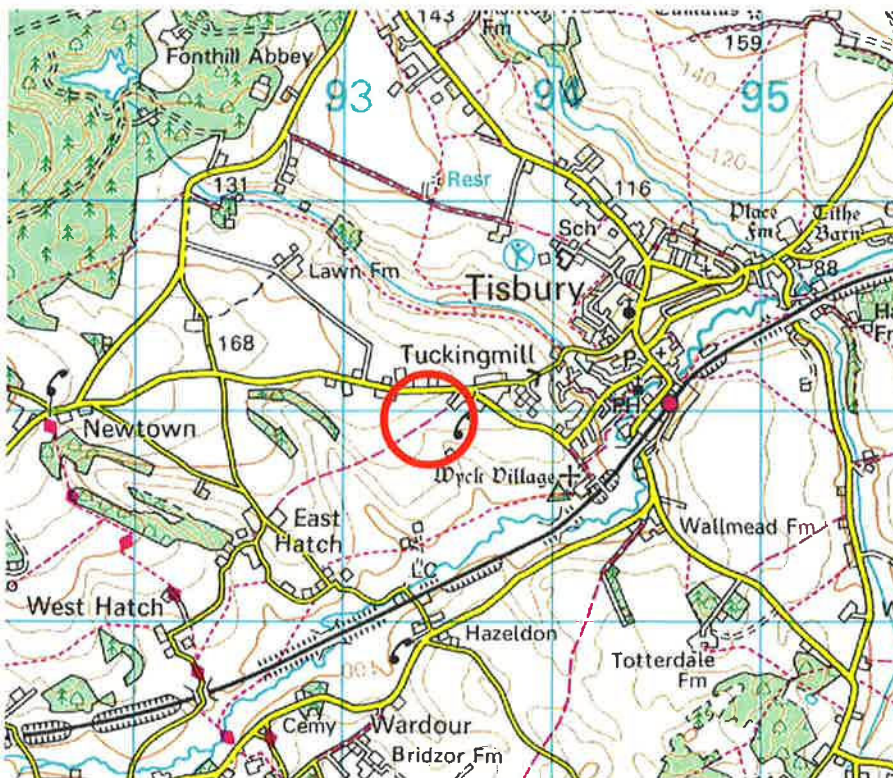 143
Fm
Tumulus
159
Fonthill Abbey
93
94
95
140
120
131
Resr
116
Sch
Place
Fm
Tithe
Barn
88
Lawn Fm
Tisbury
168
Tuckingmill
P
PH
Newtown
Wyck Village
East
Hatch
Wallmead Fm
LC
West Hatch
Hazeldon
100
Totterdale
Fm
Cemy
Wardour
Bridzor Fm